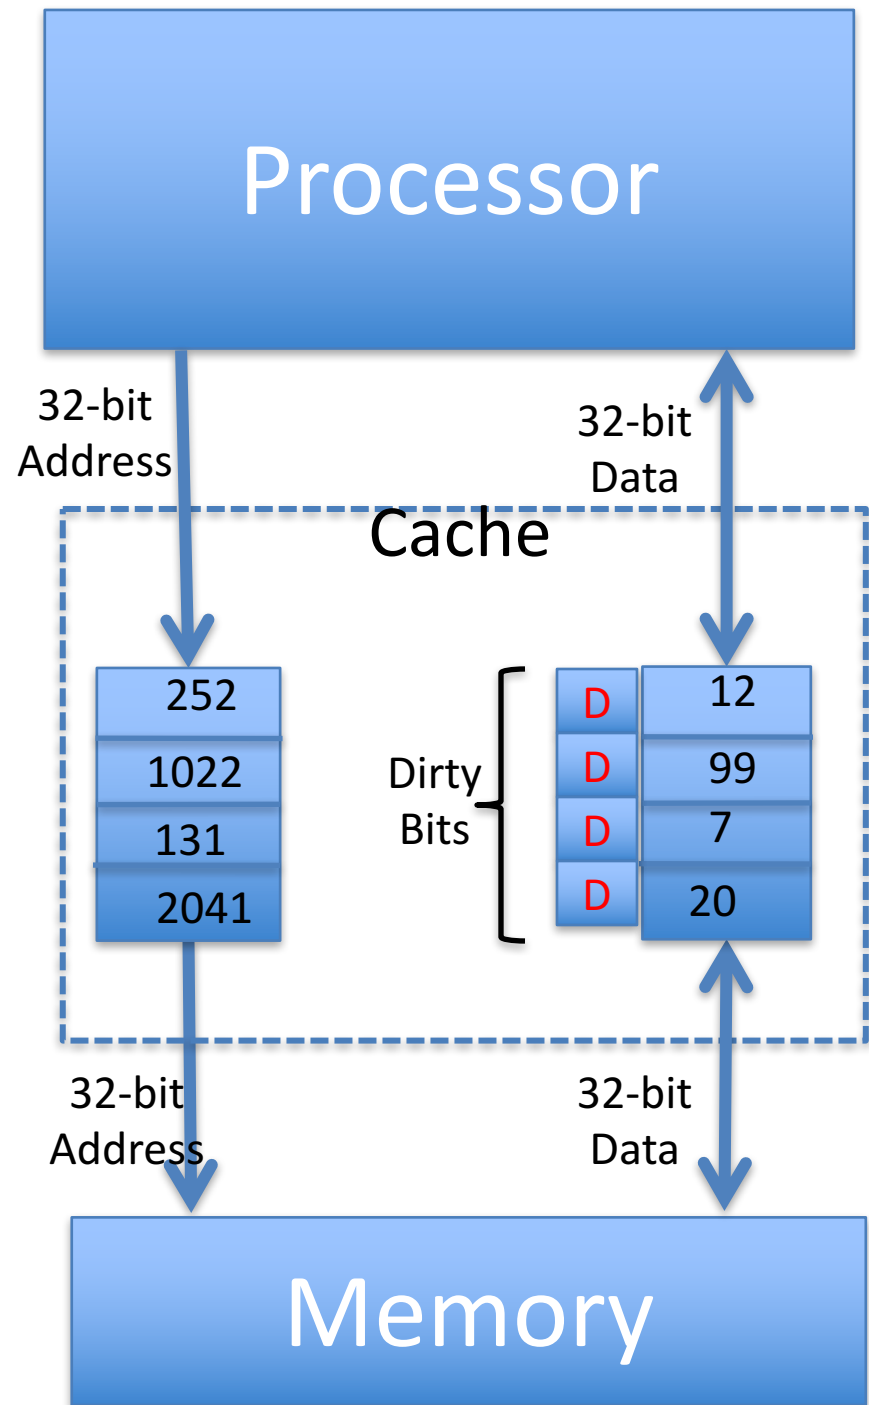 Processor
32-bit
Address
32-bit
Data
Cache
252
D
12
1022
Dirty
Bits
D
99
131
D
7
2041
D
20
32-bit
Address
32-bit
Data
Memory